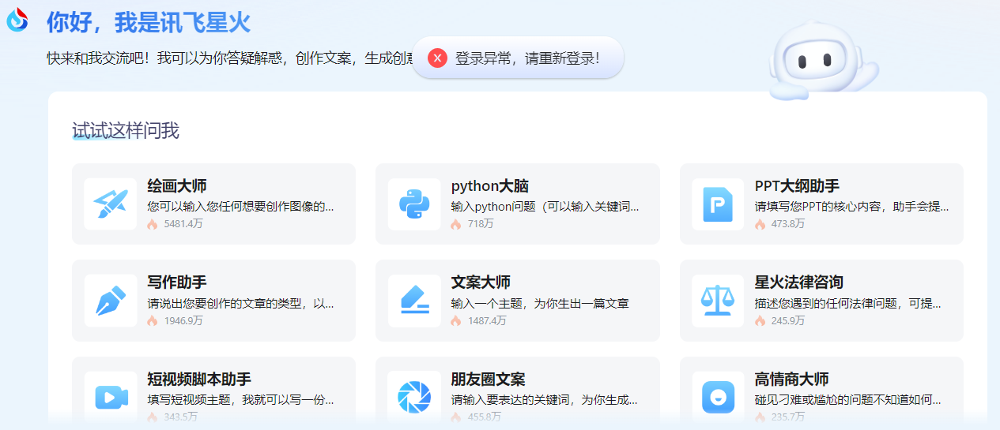 你好，我是讯飞星火
快来和我交流吧！我可以为你答疑解惑，创作文案，生成创
登录异常，请重新登录！
试试这样问我
绘画大师
您可以输入您任何想要创作图像的...
5481.4万
python大脑
输入python问题（可以输入关键词...
718万
PPT大纲助手
请填写您PPT的核心内容，助手会提...
473.8万
写作助手
请说出您要创作的文章的类型，以...
1946.9万
文案大师
输入一个主题，为你生出一篇文章
1487.4万
星火法律咨询
描述您遇到的任何法律问题，可提...
245.9万
短视频脚本助手
填写短视频主题，我就可以写一份...
343.5万
朋友圈文案
请输入要表达的关键词，为你生成...
455.8万
高情商大师
碰见刁难或尴尬的问题不知道如何...
235.7万